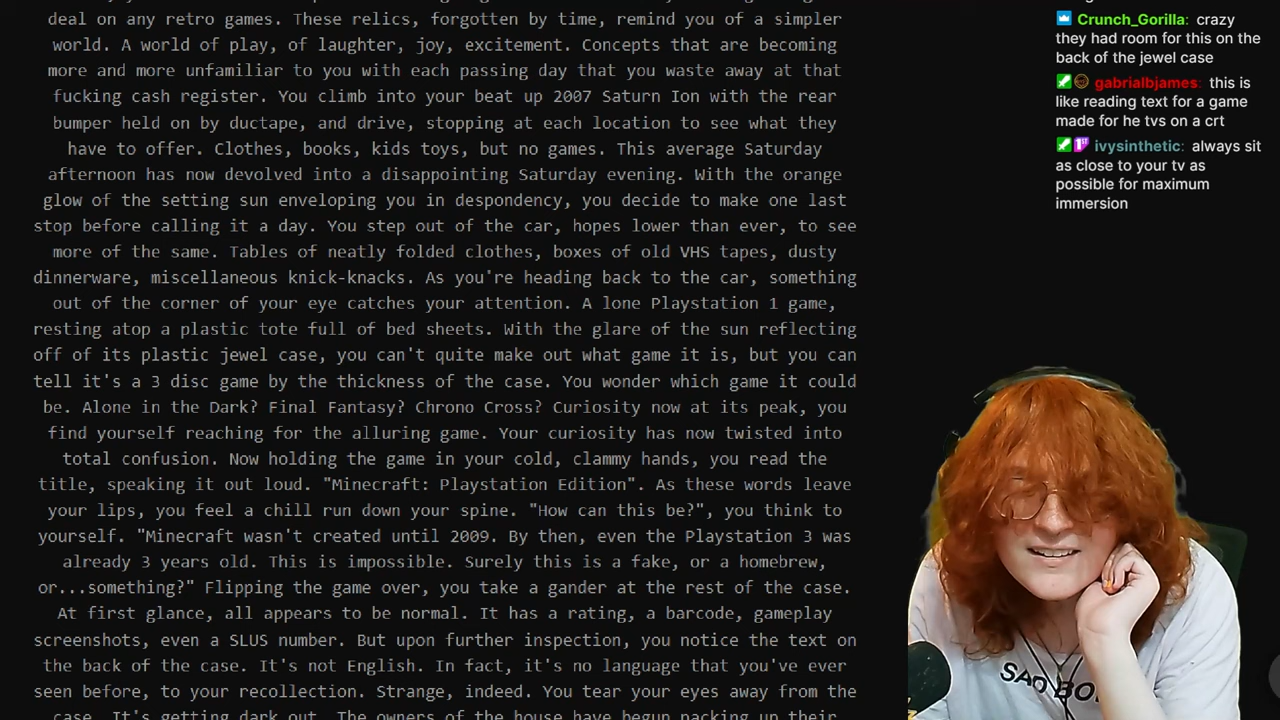 deal on any retro games. These relics, forgotten by time, remind you of a simpler
world. A world of play, of laughter, joy, excitement. Concepts that are becoming
more and more unfamiliar to you with each passing day that you waste away at that
fucking cash register. You climb into your beat up 2007 Saturn Ion with the rear
bumper held on by ductape, and drive, stopping at each location to see what they
have to offer. Clothes, books, kids toys, but no games. This average Saturday
afternoon has now devolved into a disappointing Saturday evening. With the orange
glow of the setting sun enveloping you in despondency, you decide to make one last
stop before calling it a day. You step out of the car, hopes lower than ever, to see
more of the same. Tables of neatly folded clothes, boxes of old VHS tapes, dusty
dinnerware, miscellaneous knick-knacks. As you're heading back to the car, something
out of the corner of your eye catches your attention. A lone Playstation 1 game,
resting atop a plastic tote full of bed sheets. With the glare of the sun reflecting
off of its plastic jewel case, you can't quite make out what game it is, but you can
tell it's a 3 disc game by the thickness of the case. You wonder which game it could
be. Alone in the Dark? Final Fantasy? Chrono Cross? Curiosity now at its peak, you
find yourself reaching for the alluring game. Your curiosity has now twisted into
total confusion. Now holding the game in your cold, clammy hands, you read the
title, speaking it out loud. "Minecraft: Playstation Edition". As these words leave
your lips, you feel a chill run down your spine. "How can this be?", you think to
yourself. "Minecraft wasn't created until 2009. By then, even the Playstation 3 was
already 3 years old. This is impossible. Surely this is a fake, or a homebrew,
or...something?" Flipping the game over, you take a gander at the rest of the case.
At first glance, all appears to be normal. It has a rating, a barcode, gameplay
screenshots, even a SLUS number. But upon further inspection, you notice the text on
the back of the case. It's not English. In fact, it's no language that you've ever
seen before, to your recollection. Strange, indeed. You tear your eyes away from the
case. It's getting dark out. The owners of the house have begun packing up their
Crunch_Gorilla: crazy
they had room for this on the
back of the jewel case
gabrialbjames: this is
like reading text for a game
made for he tvs on a crt
ivysinthetic: always sit
as close to your tv as
possible for maximum
immersion
SAD BO